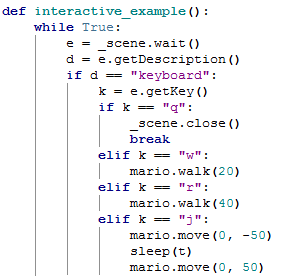 def interactive_example():
    while True:
        e = _scene.wait()
        d = e.getDescription()
        if d == "keyboard":
            k = e.getKey()
            if k == "q":
                _scene.close()
                break
            elif k == "w":
                mario.walk(20)
            elif k == "r":
                mario.walk(40)
            elif k == "j":
                mario.move(0, -50)
                sleep(t)
                mario.move(0, 50)